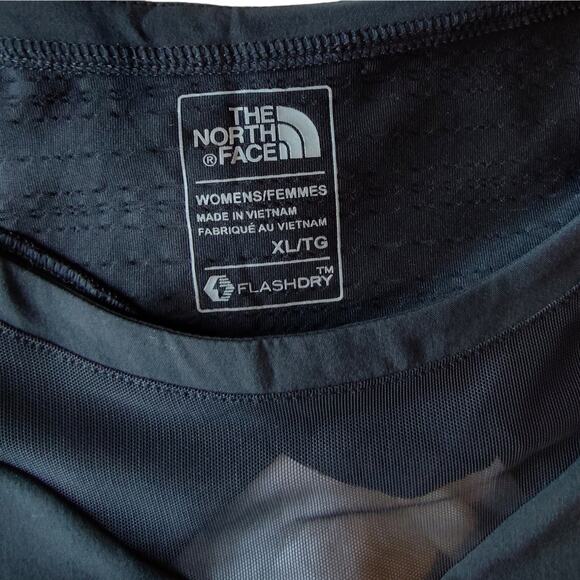 THE
NORTH
® FACE
WOMENS/FEMMES
MADE IN VIETNAM
FABRIQUÉ AU VIETNAM
XL/TG
FLASHDRY™